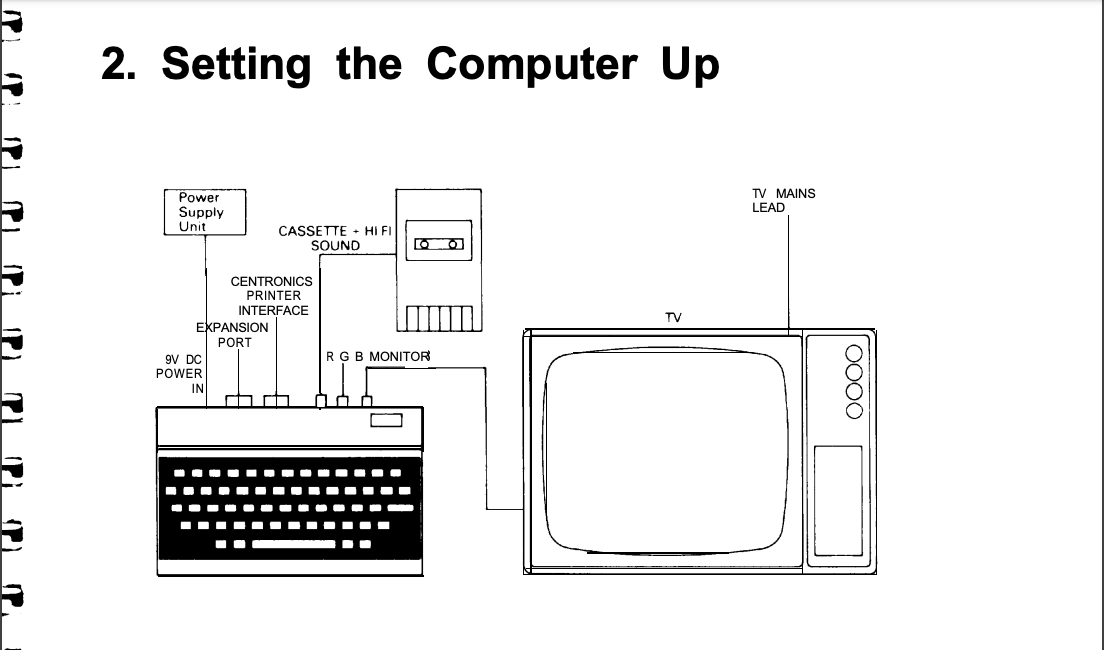 2. Setting the Computer Up
Power
Supply
Unit
TV MAINS
LEAD
CASSETTE + HI FI
SOUND
CENTRONICS
PRINTER
INTERFACE
EXPANSION
PORT
TV
9V DC
POWER
IN
R G B MONITOR